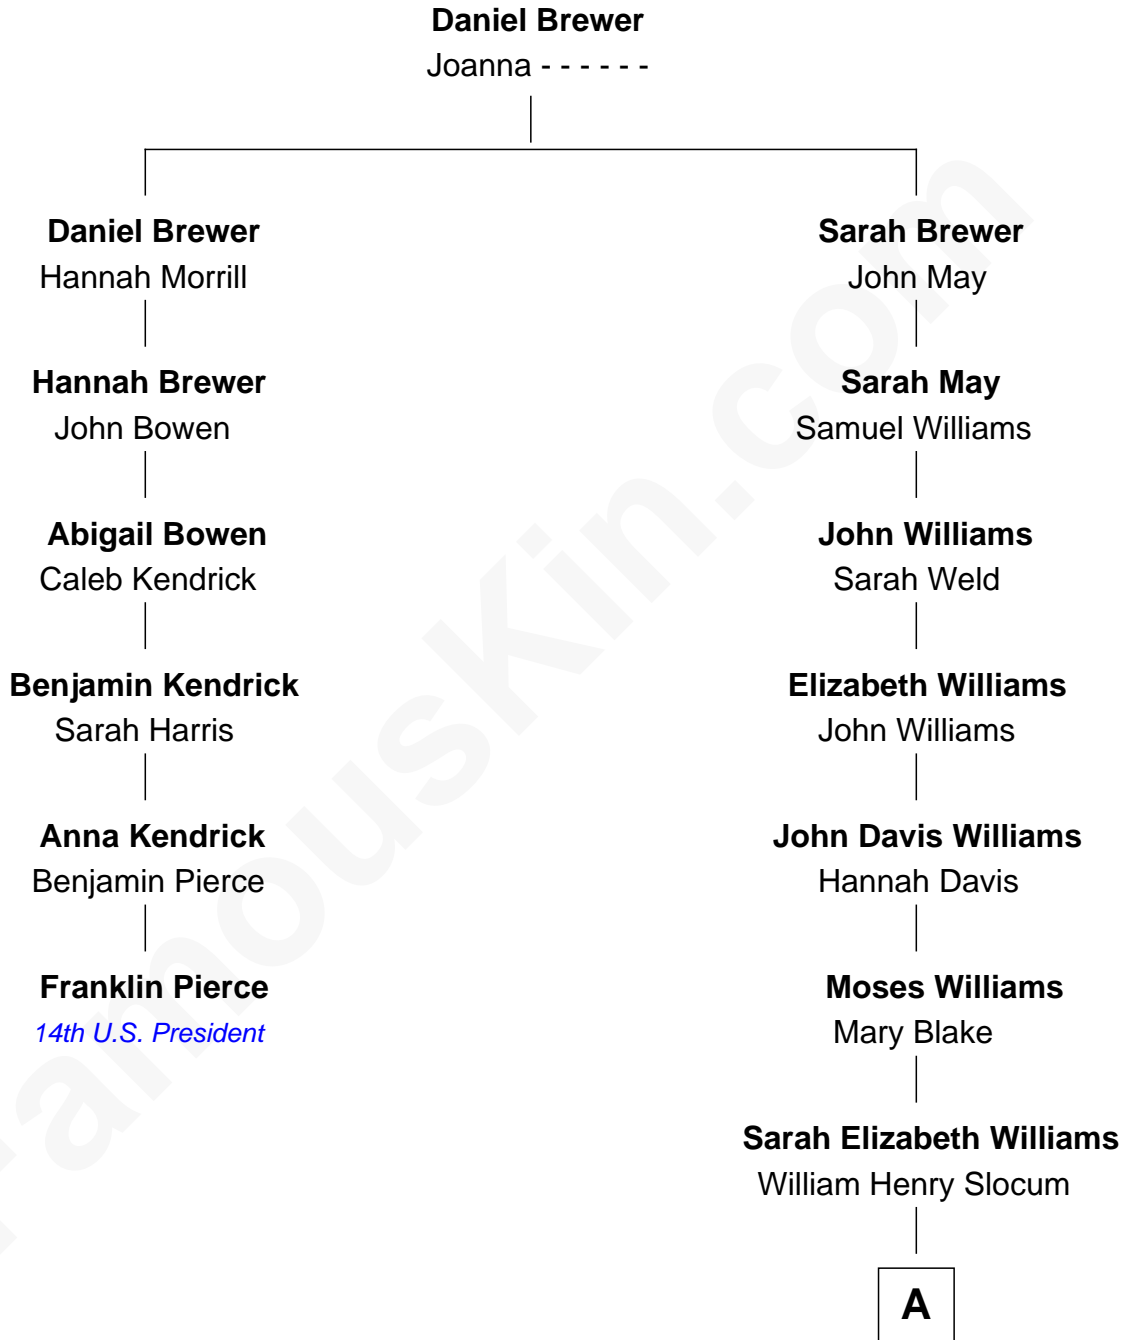 Daniel Brewer
Joanna - - - - - -
Daniel Brewer
Hannah Morrill
Sarah Brewer
John May
Hannah Brewer
John Bowen
Sarah May
Samuel Williams
Abigail Bowen
Caleb Kendrick
John Williams
Sarah Weld
Benjamin Kendrick
Sarah Harris
Elizabeth Williams
John Williams
Anna Kendrick
Benjamin Pierce
John Davis Williams
Hannah Davis
Franklin Pierce
14th U.S. President
Moses Williams
Mary Blake
Sarah Elizabeth Williams
William Henry Slocum
A
FamousKin.com